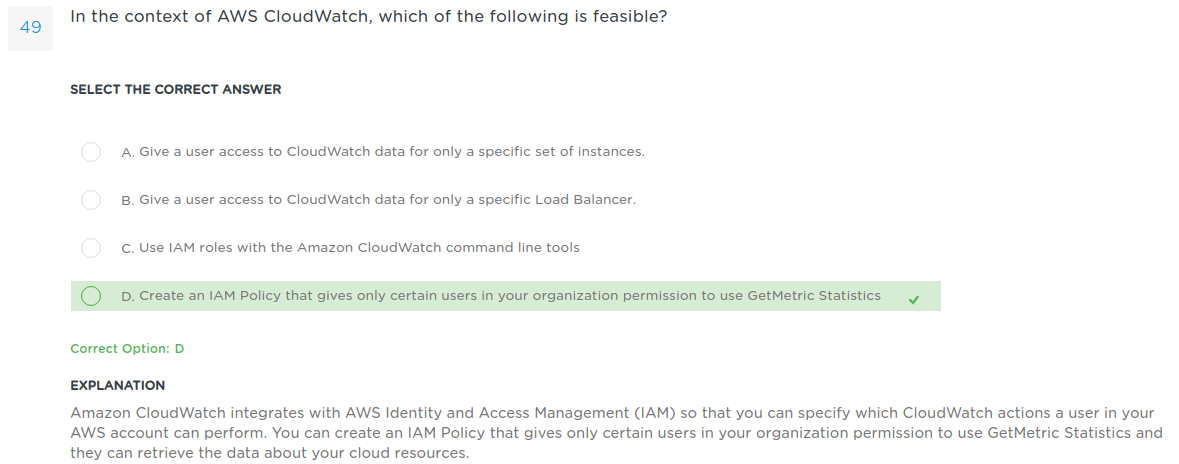 49
In the context of AWS CloudWatch, which of the following is feasible?
SELECT THE CORRECT ANSWER
A. Give a user access to CloudWatch data for only a specific set of instances.
B. Give a user access to CloudWatch data for only a specific Load Balancer.
C. Use IAM roles with the Amazon CloudWatch command line tools
D. Create an IAM Policy that gives only certain users in your organization permission to use GetMetric Statistics
Correct Option: D
EXPLANATION
Amazon CloudWatch integrates with AWS Identity and Access Management (IAM) so that you can specify which CloudWatch actions a user in your
AWS account can perform. You can create an IAM Policy that gives only certain users in your organization permission to use GetMetric Statistics and
they can retrieve the data about your cloud resources.